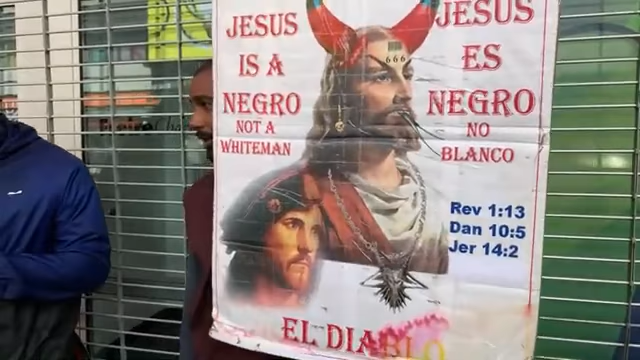 JESUS
IS A
NEGRO
NOT A
WHITEMAN
666
JESUS
ES
NEGRO
NO
BLANCO
Rev 1:13
Dan 10:5
Jer 14:2
EL DIABLO